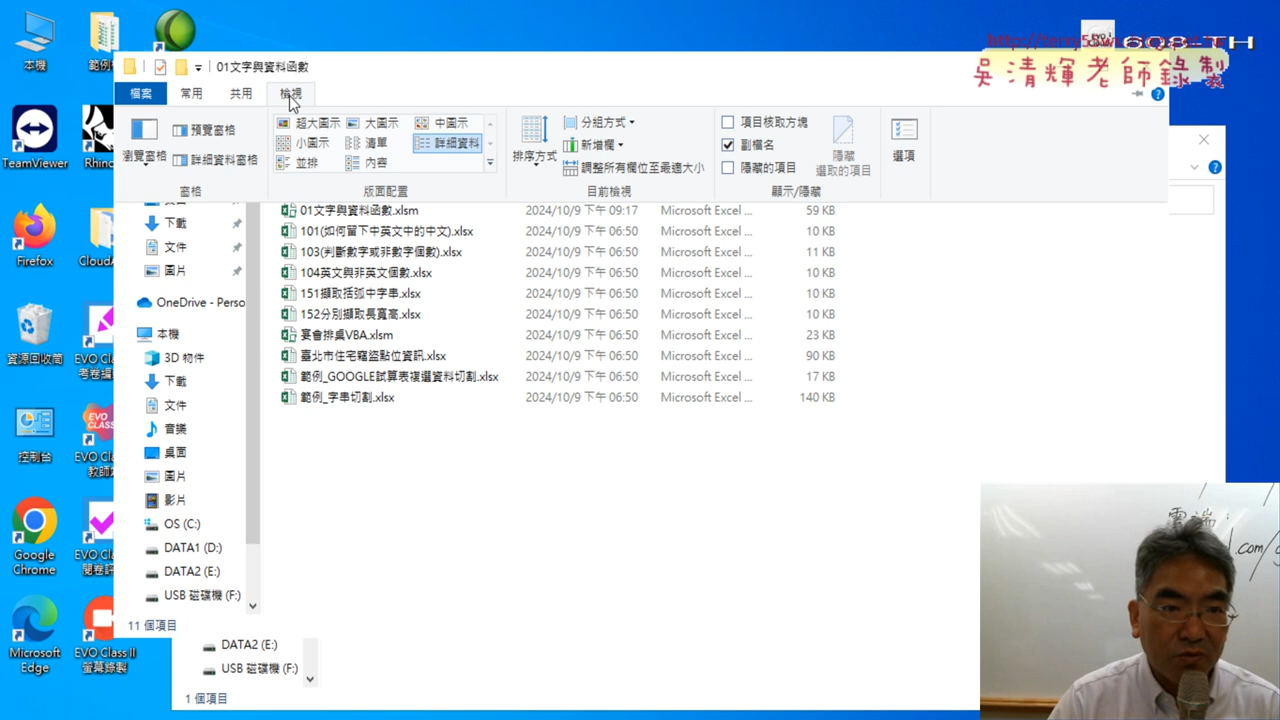 本機
TeamViewer
Rhino
Firefox
資源回收筒
控制台
Google Chrome
Microsoft Edge
EVO Class II
螢幕錄製
01文字與資料函數
吳清輝老師錄製
檔案 常用 共用 檢視
瀏覽窗格
預覽窗格
詳細資料窗格
窗格
超大圖示 大圖示 中圖示
小圖示 清單 詳細資料
並排 內容
版面配置
排序方式
分組方式
新增欄
調整所有欄位至最適大小
目前檢視
項目核取方塊
副檔名
隱藏的項目
隱藏
選取的項目
顯示/隱藏
選項
下載
文件
圖片
OneDrive - Perso
本機
3D 物件
下載
文件
音樂
桌面
圖片
影片
OS (C:)
DATA1 (D:)
DATA2 (E:)
USB 磁碟機 (F:)
01文字與資料函數.xlsm 2024/10/9 下午 09:17 Microsoft Excel ... 59 KB
101(如何留下中英文中的中文).xlsx 2024/10/9 下午 06:50 Microsoft Excel ... 10 KB
103(判斷數字或非數字個數).xlsx 2024/10/9 下午 06:50 Microsoft Excel ... 11 KB
104英文與非英文個數.xlsx 2024/10/9 下午 06:50 Microsoft Excel ... 10 KB
151擷取括弧中字串.xlsx 2024/10/9 下午 06:50 Microsoft Excel ... 10 KB
152分別擷取長寬高.xlsx 2024/10/9 下午 06:50 Microsoft Excel ... 10 KB
宴會排桌VBA.xlsm 2024/10/9 下午 06:50 Microsoft Excel ... 23 KB
臺北市住宅竊盜點位資訊.xlsx 2024/10/9 下午 06:50 Microsoft Excel ... 90 KB
範例_GOOGLE試算表複選資料切割.xlsx 2024/10/9 下午 06:50 Microsoft Excel ... 17 KB
範例_字串切割.xlsx 2024/10/9 下午 06:50 Microsoft Excel ... 140 KB
11 個項目
DATA2 (E:)
USB 磁碟機 (F:)
1 個項目
雲端:
.com/g